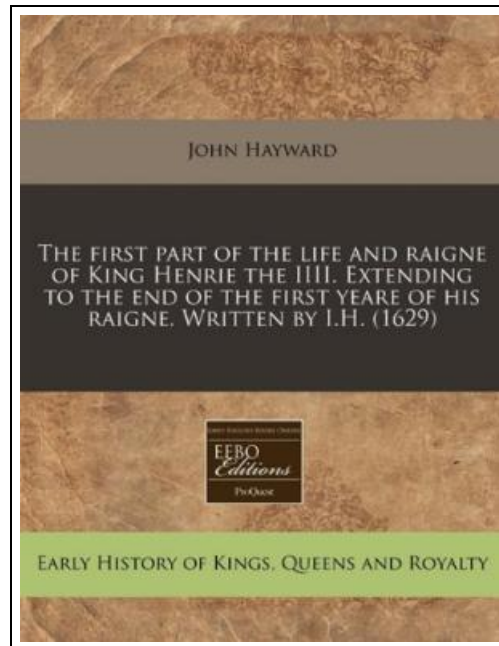 John Hayward
The first part of the life and raigne
of King Henrie the IIII. Extending
to the end of the first yeare of his
raigne. Written by I.H. (1629)
EEBO
Editions
ProQuest
Early History of Kings, Queens and Royalty